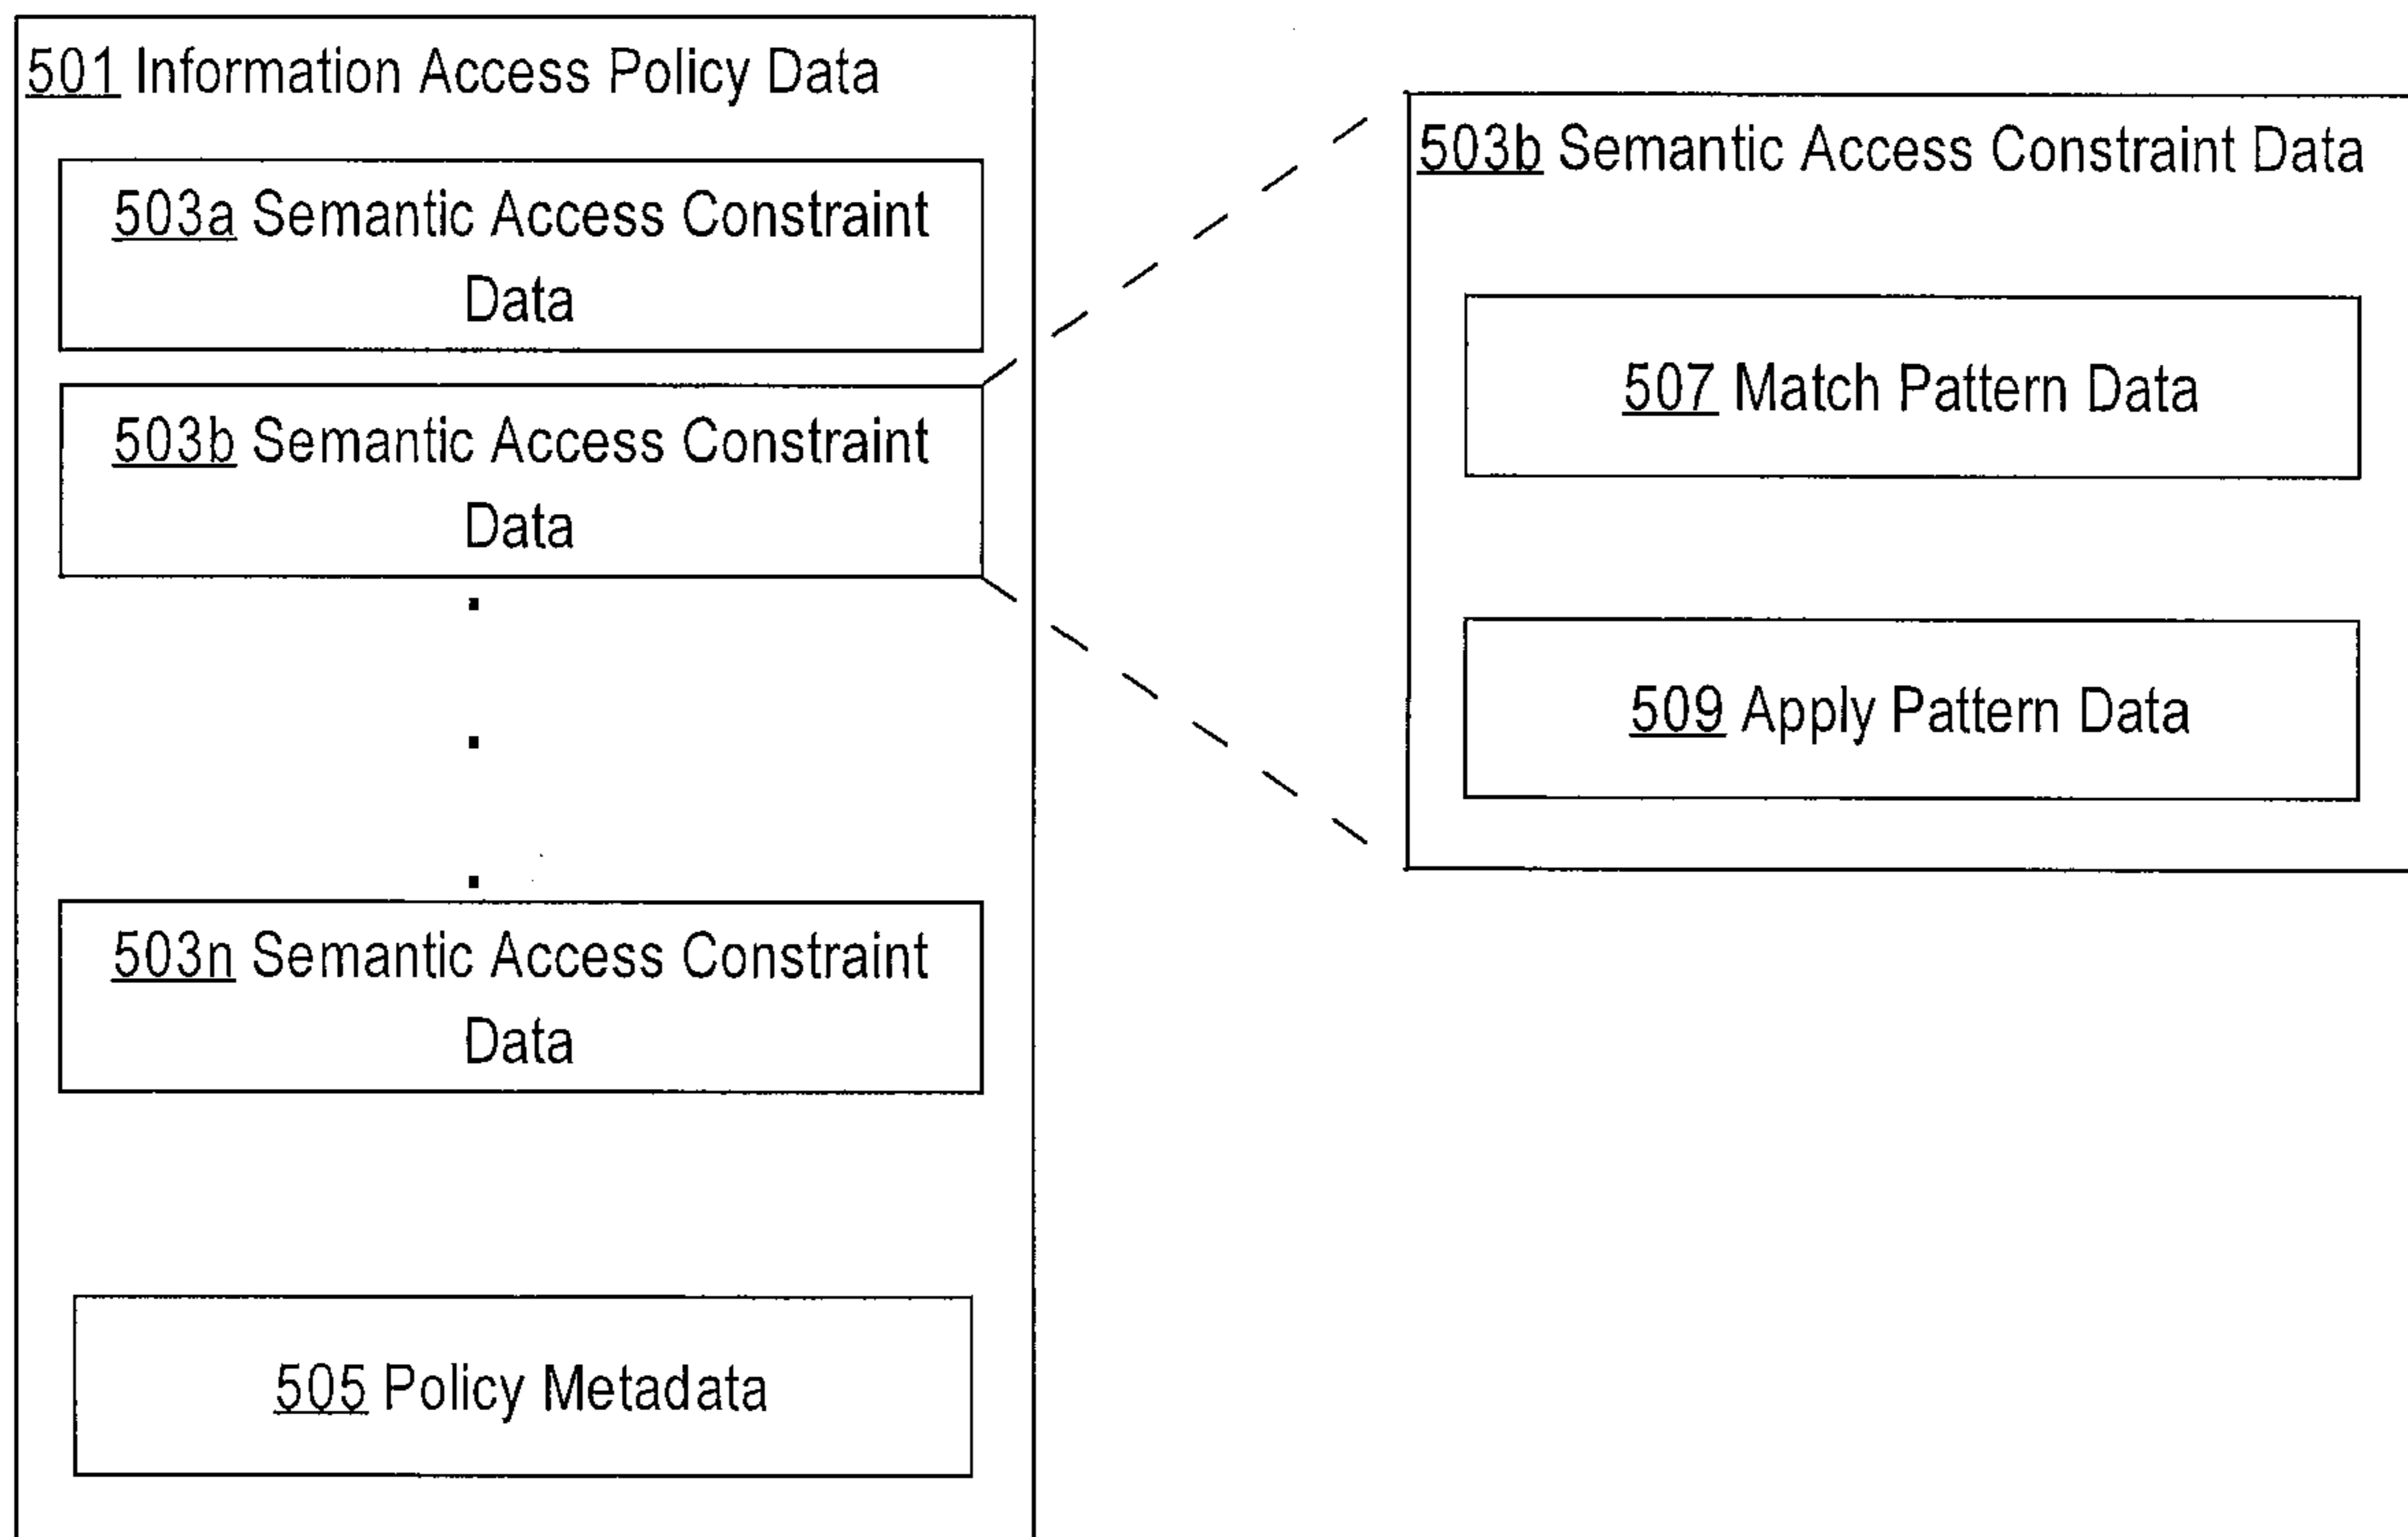 501 Information Access Policy Data
503a Semantic Access Constraint
Data
503b Semantic Access Constraint
Data
503n Semantic Access Constraint
Data
505 Policy Metadata
503b Semantic Access Constraint Data
507 Match Pattern Data
509 Apply Pattern Data